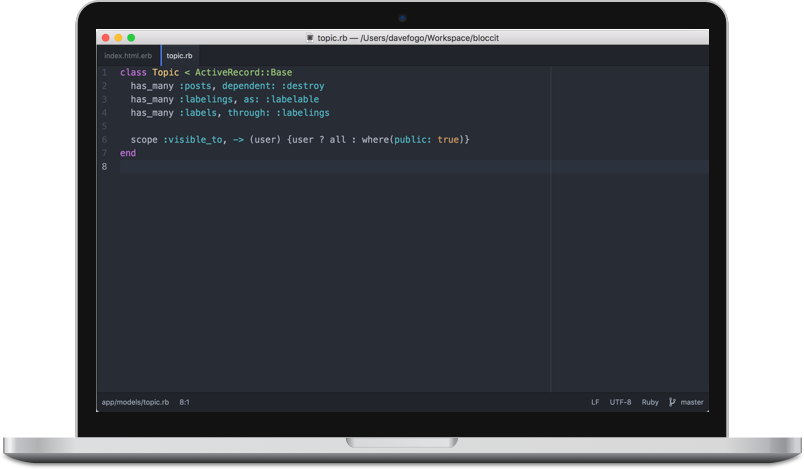 topic.rb — /Users/davefogo/Workspace/bloccit
index.html.erb topic.rb
1 class Topic < ActiveRecord::Base
2 has_many :posts, dependent: :destroy
3 has_many :labelings, as: :labelable
4 has_many :labels, through: :labelings
5
6 scope :visible_to, -> (user) {user ? all : where(public: true)}
7 end
8
app/models/topic.rb 8:1 LF UTF-8 Ruby master